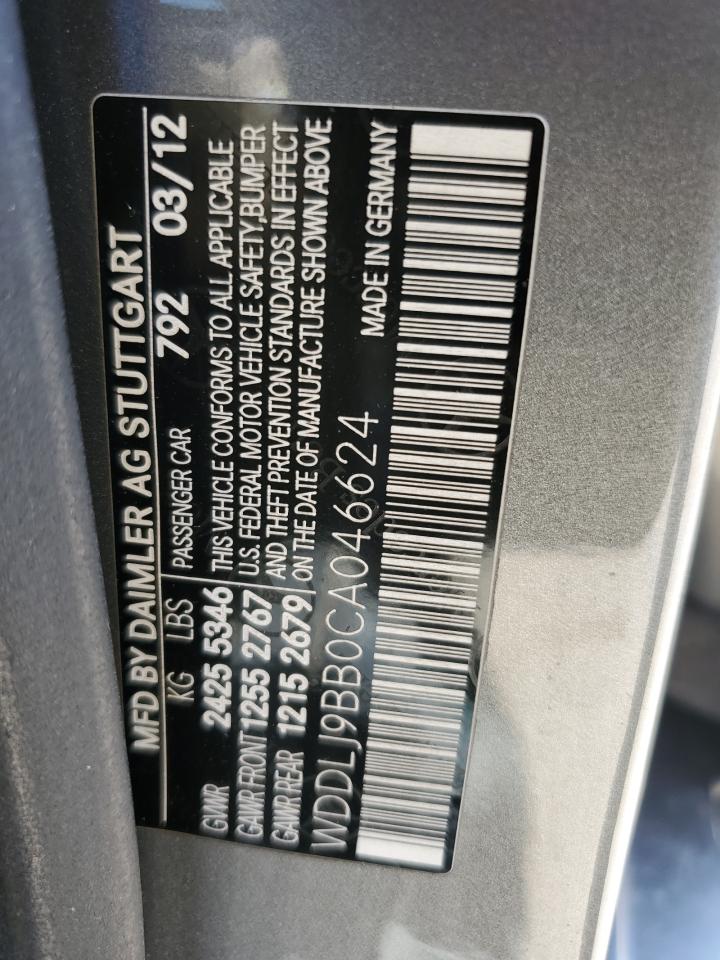 MFD BY DAIMLER AG STUTTGART
KG LBS PASSENGER CAR 792 03/12
GWWR 2425 5346 THIS VEHICLE CONFORMS TO ALL APPLICABLE
GAWR FRONT 1255 2767 U.S. FEDERAL MOTOR VEHICLE SAFETY,BUMPER
GAWR REAR 1215 2679 AND THEFT PREVENTION STANDARDS IN EFFECT
ON THE DATE OF MANUFACTURE SHOWN ABOVE
WDDLJ9BB0CA046624 MADE IN GERMANY